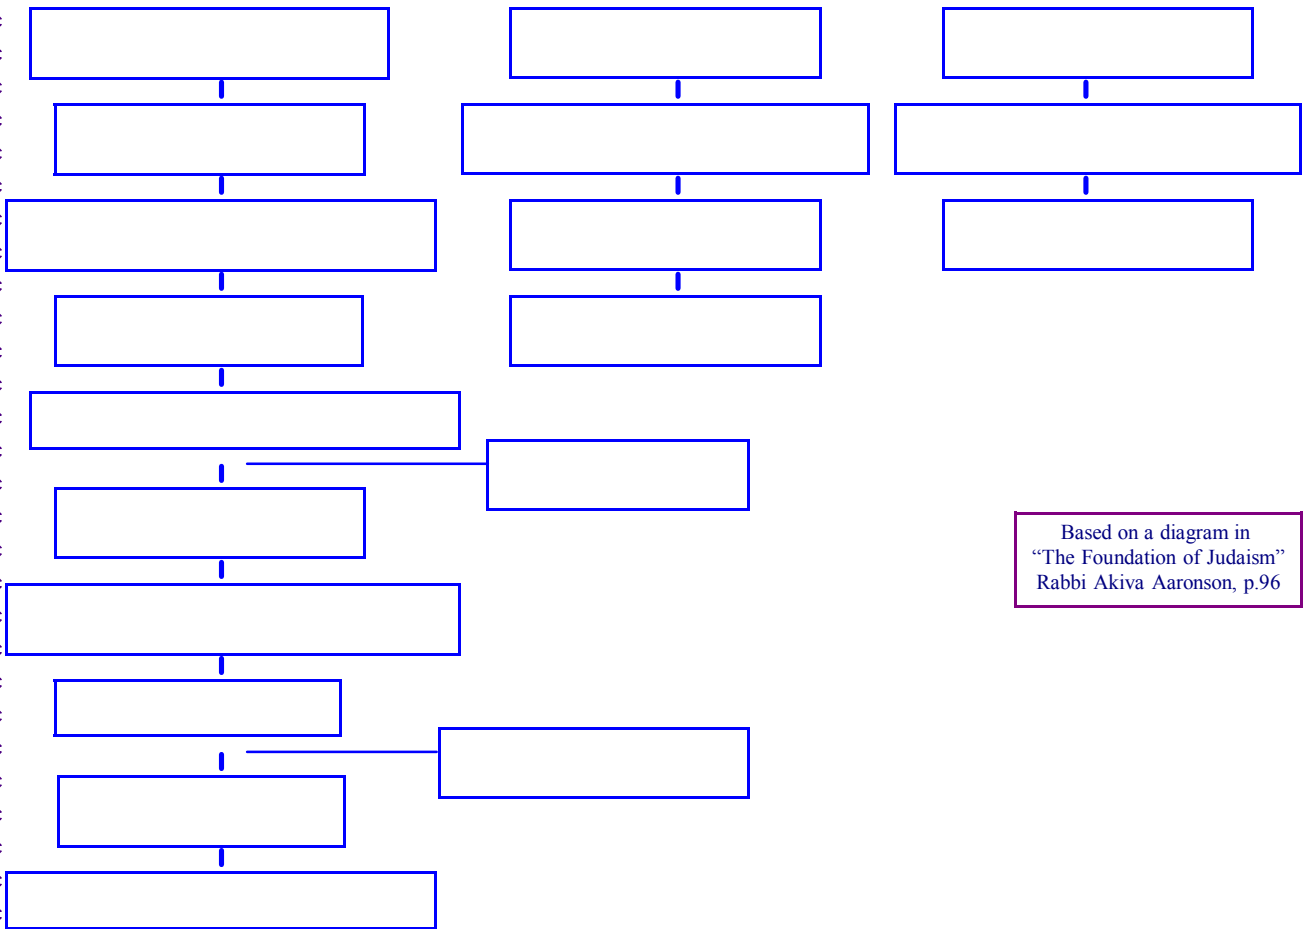 Based on a diagram in
“The Foundation of Judaism”
Rabbi Akiva Aaronson, p.96